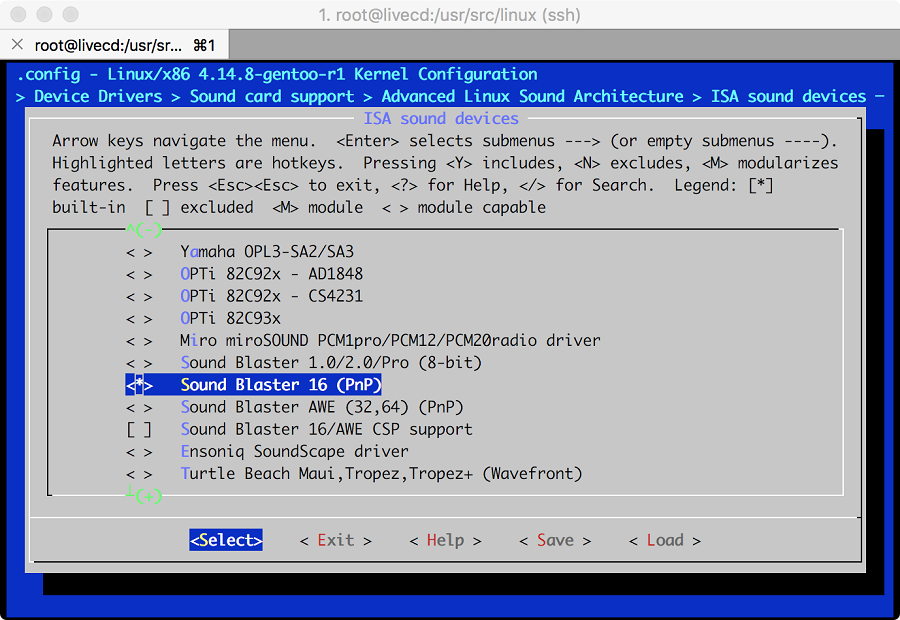 1. root@livecd:/usr/src/linux (ssh)
root@livecd:/usr/sr... ⌘1
.config - Linux/x86 4.14.8-gentoo-r1 Kernel Configuration
> Device Drivers > Sound card support > Advanced Linux Sound Architecture > ISA sound devices
ISA sound devices
Arrow keys navigate the menu.  <Enter> selects submenus ---> (or empty submenus ----).
Highlighted letters are hotkeys.  Pressing <Y> includes, <N> excludes, <M> modularizes
features.  Press <Esc><Esc> to exit, <?> for Help, </> for Search.  Legend: [*]
built-in  [ ] excluded  <M> module  < > module capable
^(-)
< > Yamaha OPL3-SA2/SA3
< > OPTi 82C92x - AD1848
< > OPTi 82C92x - CS4231
< > OPTi 82C93x
< > Miro miroSOUND PCM1pro/PCM12/PCM20radio driver
< > Sound Blaster 1.0/2.0/Pro (8-bit)
<*> Sound Blaster 16 (PnP)
< > Sound Blaster AWE (32,64) (PnP)
[ ] Sound Blaster 16/AWE CSP support
< > Ensoniq SoundScape driver
< > Turtle Beach Maui,Tropez,Tropez+ (Wavefront)
┴(+)
<Select> < Exit > < Help > < Save > < Load >